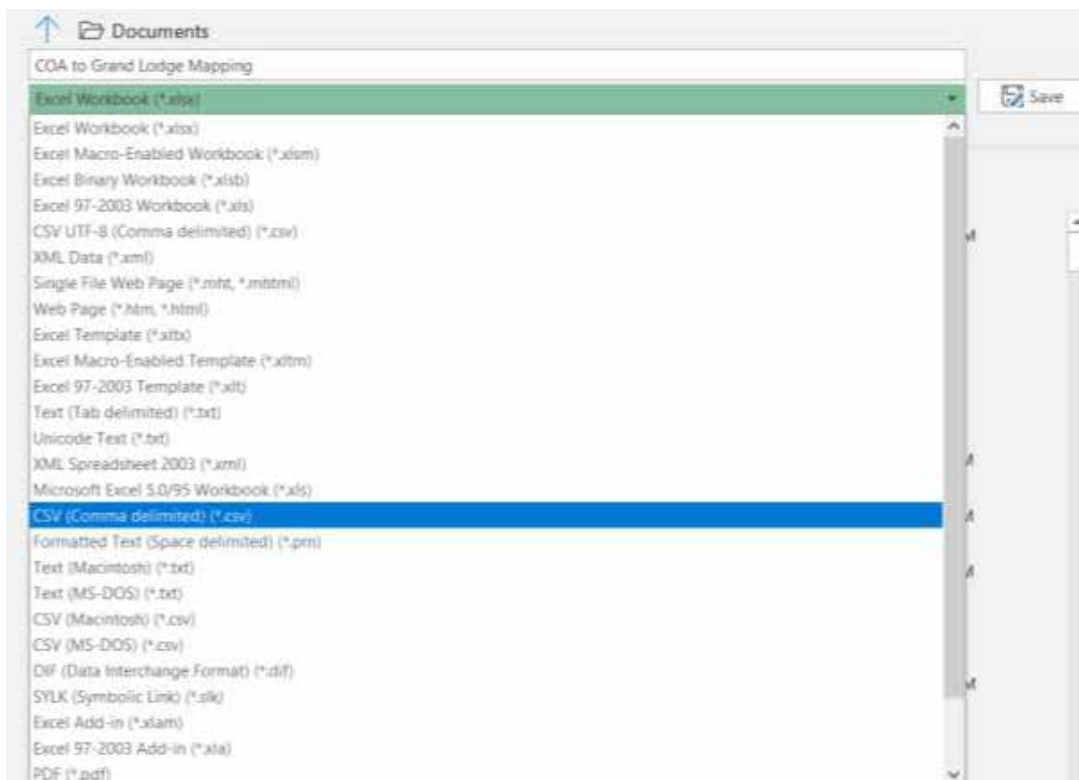 Documents
COA to Grand Lodge Mapping
Excel Workbook (*.xlsx)
Save
Excel Workbook (*.xlsx)
Excel Macro-Enabled Workbook (*.xlsm)
Excel Binary Workbook (*.xlsb)
Excel 97-2003 Workbook (*.xls)
CSV UTF-8 (Comma delimited) (*.csv)
XML Data (*.xml)
Single File Web Page (*.mht, *.mhtml)
Web Page (*.htm, *.html)
Excel Template (*.xltx)
Excel Macro-Enabled Template (*.xltm)
Excel 97-2003 Template (*.xlt)
Text (Tab delimited) (*.txt)
Unicode Text (*.txt)
XML Spreadsheet 2003 (*.xml)
Microsoft Excel 5.0/95 Workbook (*.xls)
CSV (Comma delimited) (*.csv)
Formatted Text (Space delimited) (*.prn)
Text (Macintosh) (*.txt)
Text (MS-DOS) (*.txt)
CSV (Macintosh) (*.csv)
CSV (MS-DOS) (*.csv)
DIF (Data Interchange Format) (*.dif)
SYLK (Symbolic Link) (*.slk)
Excel Add-in (*.xlam)
Excel 97-2003 Add-in (*.xla)
PDF (*.pdf)